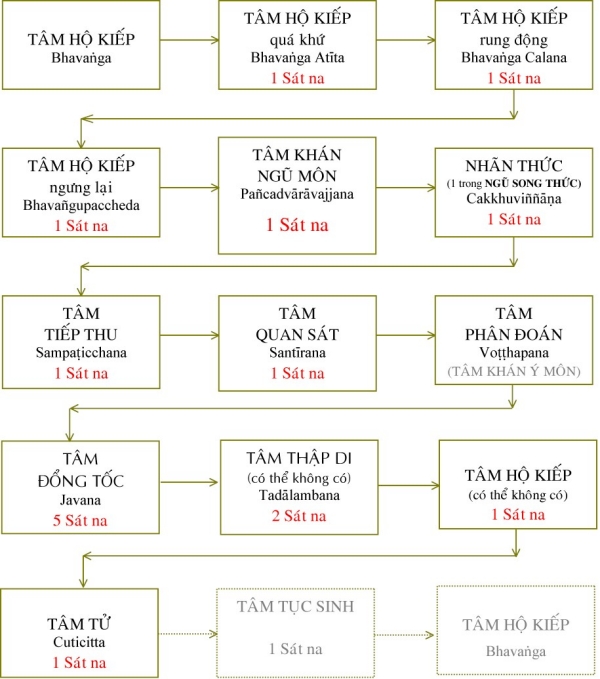 TÂM HỘ KIẾP
Bhavaṅga
TÂM HỘ KIẾP
quá khứ
Bhavaṅga Atīta
1 Sát na
TÂM HỘ KIẾP
rung động
Bhavaṅga Calana
1 Sát na
TÂM HỘ KIẾP
ngưng lại
Bhavañgupaccheda
1 Sát na
TÂM KHÁN
NGŨ MÔN
Pañcadvārāvajjana
1 Sát na
NHÃN THỨC
(1 trong NGŨ SONG THỨC)
Cakkhuviññāṇa
1 Sát na
TÂM
TIẾP THU
Sampaṭicchana
1 Sát na
TÂM
QUAN SÁT
Santīrana
1 Sát na
TÂM
PHÂN ĐOÁN
Voṭṭhapana
(TÂM KHÁN Ý MÔN)
TÂM
ĐỔNG TỐC
Javana
5 Sát na
TÂM THẬP DI
(có thể không có)
Tadālambana
2 Sát na
TÂM HỘ KIẾP
(có thể không có)
1 Sát na
TÂM TỬ
Cuticitta
1 Sát na
TÂM TỤC SINH
1 Sát na
TÂM HỘ KIẾP
Bhavaṅga